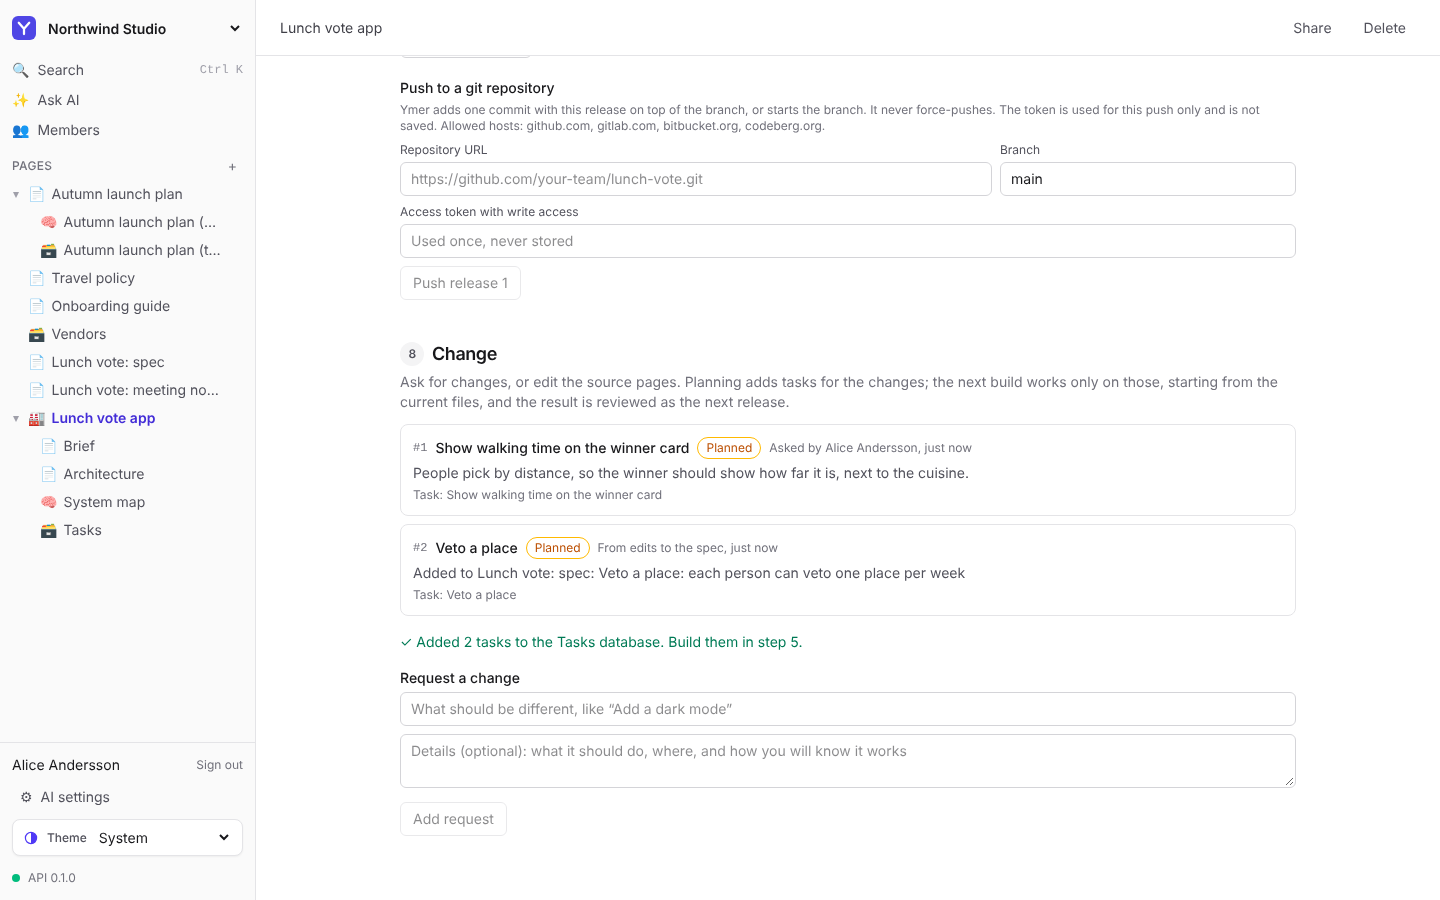 Northwind Studio
Search
Ctrl K
Ask AI
Members
PAGES
+
Autumn launch plan
Autumn launch plan (...
Autumn launch plan (t...
Travel policy
Onboarding guide
Vendors
Lunch vote: spec
Lunch vote: meeting no...
Lunch vote app
Brief
Architecture
System map
Tasks
Alice Andersson
Sign out
AI settings
Theme
System
API 0.1.0
Lunch vote app
Share
Delete
Push to a git repository
Ymer adds one commit with this release on top of the branch, or starts the branch. It never force-pushes. The token is used for this push only and is not
saved. Allowed hosts: github.com, gitlab.com, bitbucket.org, codeberg.org.
Repository URL
Branch
https://github.com/your-team/lunch-vote.git
main
Access token with write access
Used once, never stored
Push release 1
8 Change
Ask for changes, or edit the source pages. Planning adds tasks for the changes; the next build works only on those, starting from the
current files, and the result is reviewed as the next release.
#1 Show walking time on the winner card Planned Asked by Alice Andersson, just now
People pick by distance, so the winner should show how far it is, next to the cuisine.
Task: Show walking time on the winner card
#2 Veto a place Planned From edits to the spec, just now
Added to Lunch vote: spec: Veto a place: each person can veto one place per week
Task: Veto a place
✓ Added 2 tasks to the Tasks database. Build them in step 5.
Request a change
What should be different, like “Add a dark mode”
Details (optional): what it should do, where, and how you will know it works
Add request